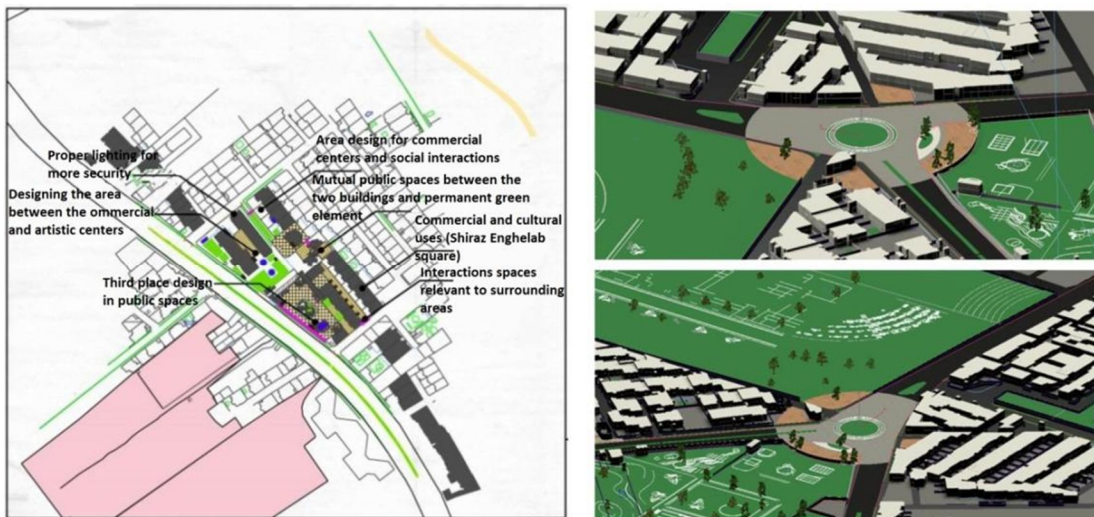 Area design for commercial
centers and social interactions
Proper lighting for
more security
Mutual public spaces between the
two buildings and permanent green
element
Designing the area
between the ommercial
and artistic centers
Commercial and cultural
uses (Shiraz Enghelab
square)
Third place design
in public spaces
Interactions spaces
relevant to surrounding
areas